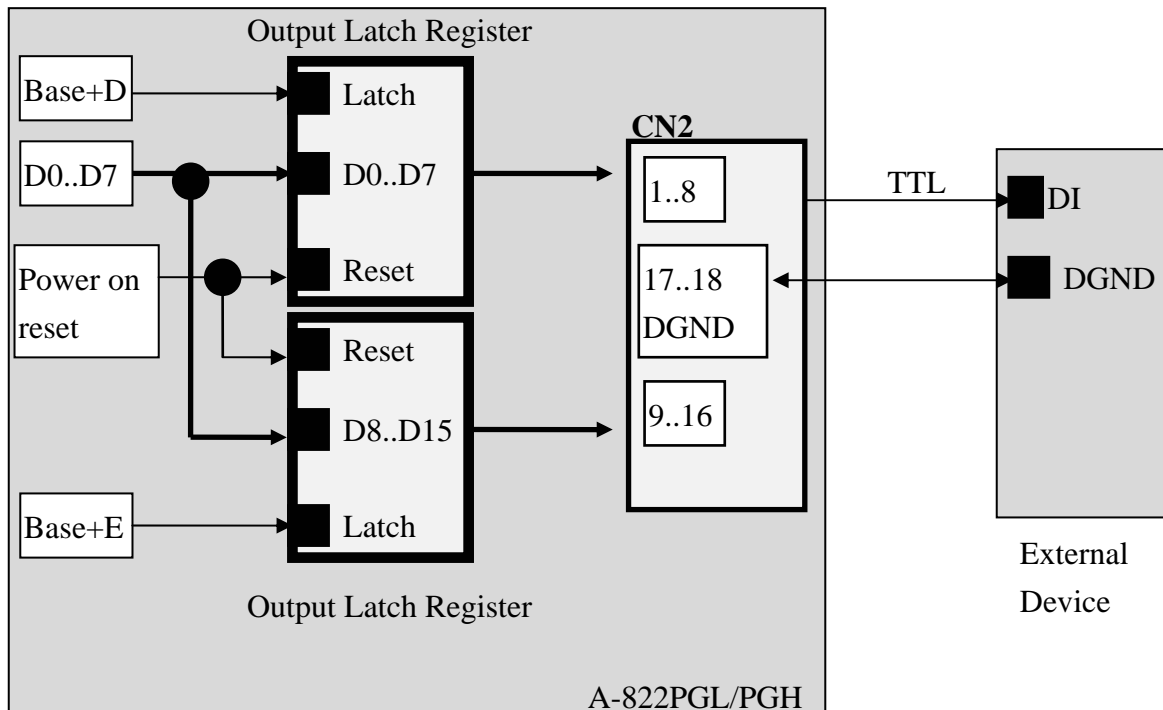 Output Latch Register
Base+D
Latch
CN2
D0..D7
D0..D7
1..8
TTL
DI
Power on
reset
Reset
17..18
DGND
DGND
Reset
D8..D15
9..16
Base+E
Latch
External
Device
Output Latch Register
A-822PGL/PGH